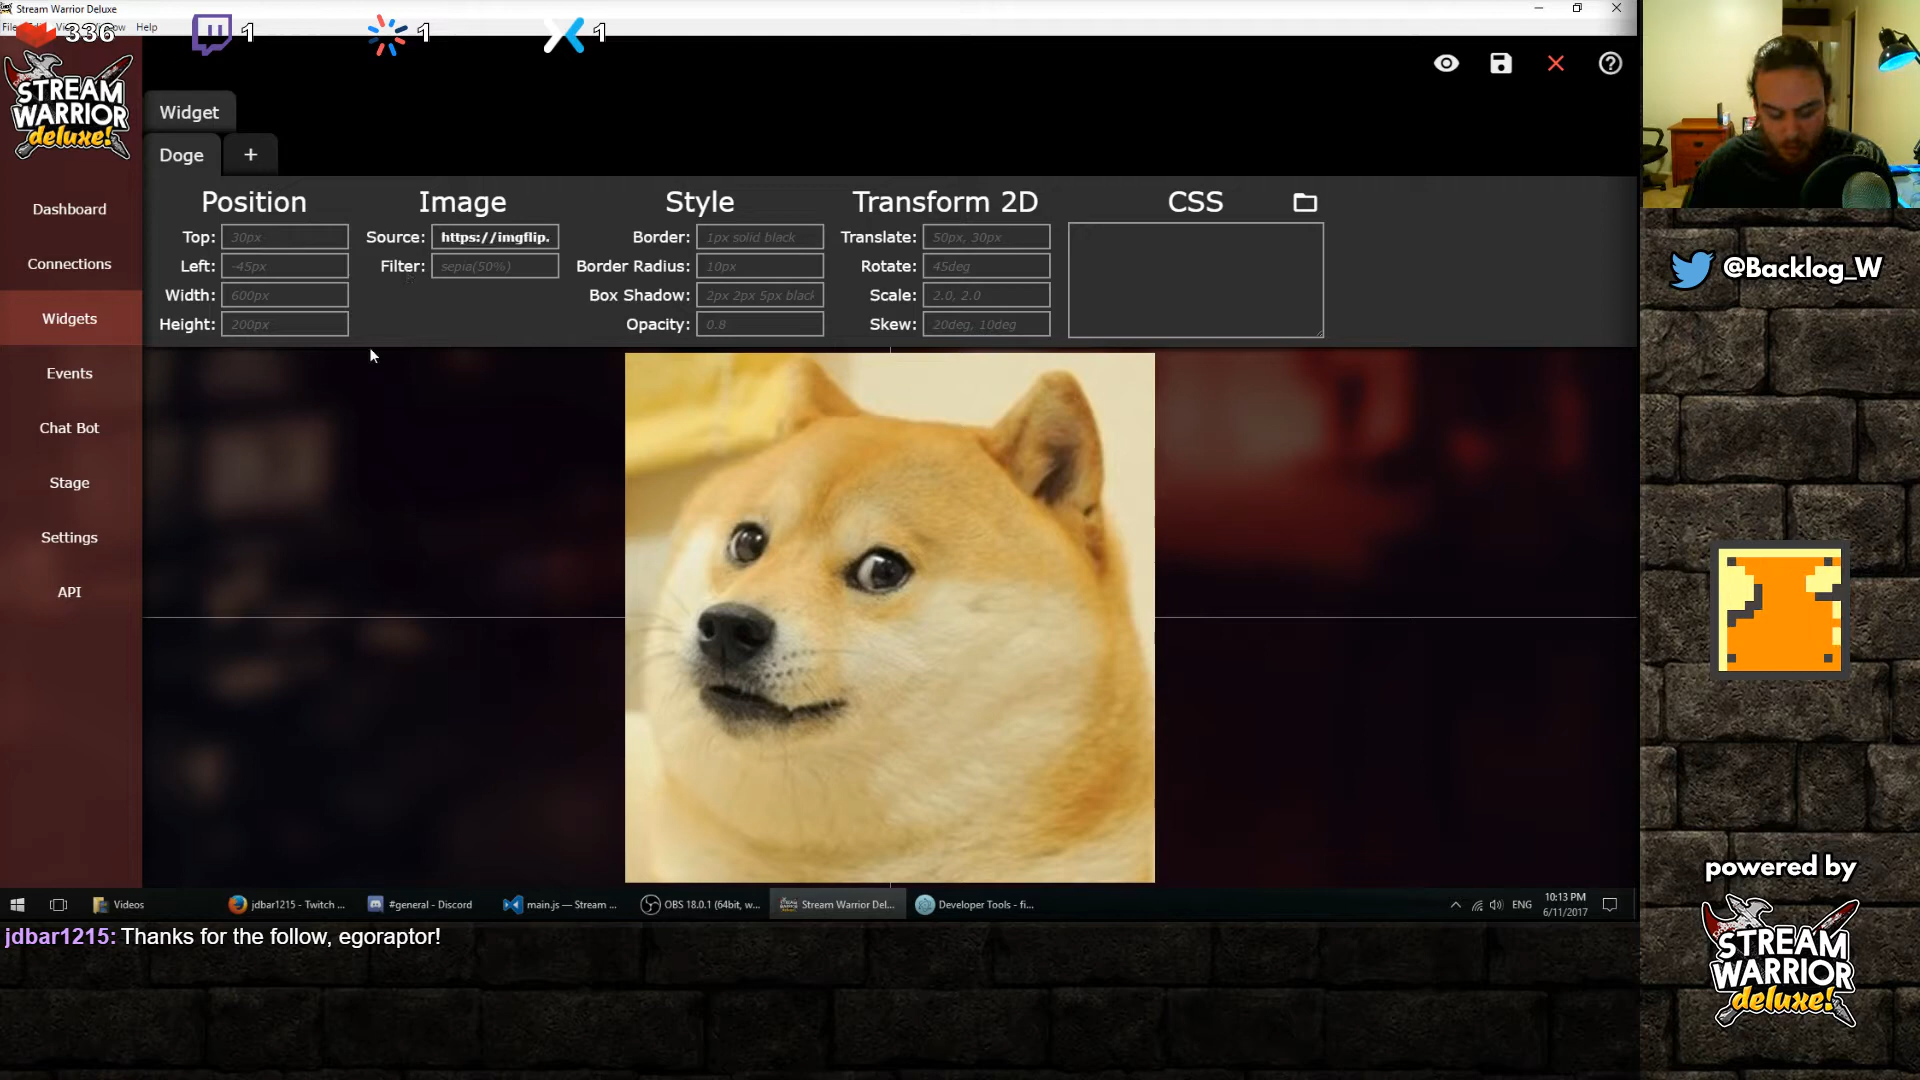 Stream Warrior Deluxe
Help
336
1
1
1
STREAM
WARRIOR
deluxe!
Widget
Doge
+
Dashboard
Connections
Widgets
Events
Chat Bot
Stage
Settings
API
Position
Top: 30px
Left: -45px
Width: 600px
Height: 200px
Image
Source: https://imgflip.
Filter: sepia(50%)
Style
Border: 1px solid black
Border Radius: 10px
Box Shadow: 2px 2px 5px black
Opacity: 0.8
Transform 2D
Translate: 50px, 30px
Rotate: 45deg
Scale: 2.0, 2.0
Skew: 20deg, 10deg
CSS
@Backlog_W
powered by
STREAM
WARRIOR
deluxe!
Videos
jdbar1215 - Twitch ...
#general - Discord
main.js — Stream ...
OBS 18.0.1 (64bit, w...
Stream Warrior Del...
Developer Tools - fi...
ENG
10:13 PM
6/11/2017
jdbar1215: Thanks for the follow, egoraptor!